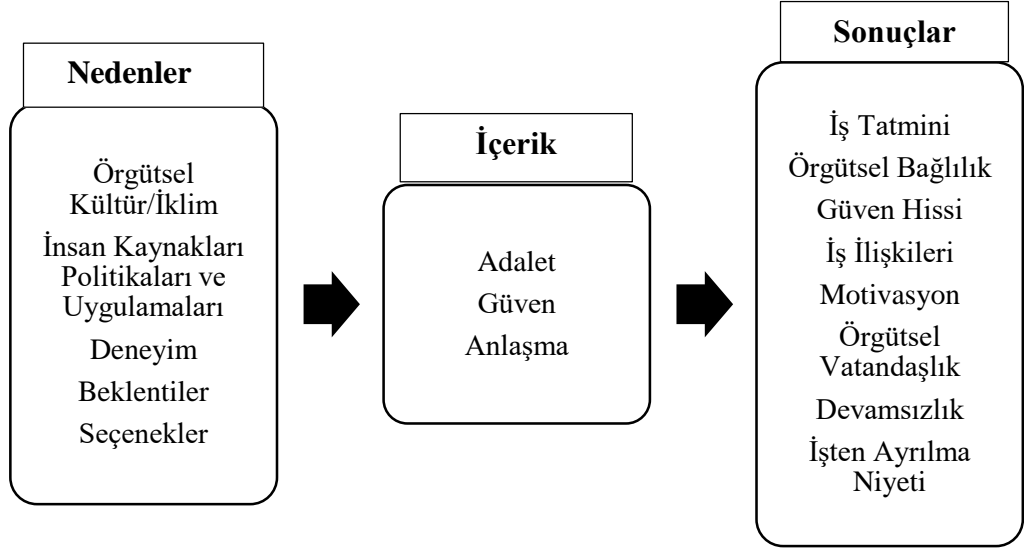 Nedenler
Örgütsel
Kültür/İklim
İnsan Kaynakları
Politikaları ve
Uygulamaları
Deneyim
Beklentiler
Seçenekler
İçerik
Adalet
Güven
Anlaşma
Sonuçlar
İş Tatmini
Örgütsel Bağlılık
Güven Hissi
İş İlişkileri
Motivasyon
Örgütsel
Vatandaşlık
Devamsızlık
İşten Ayrılma
Niyeti